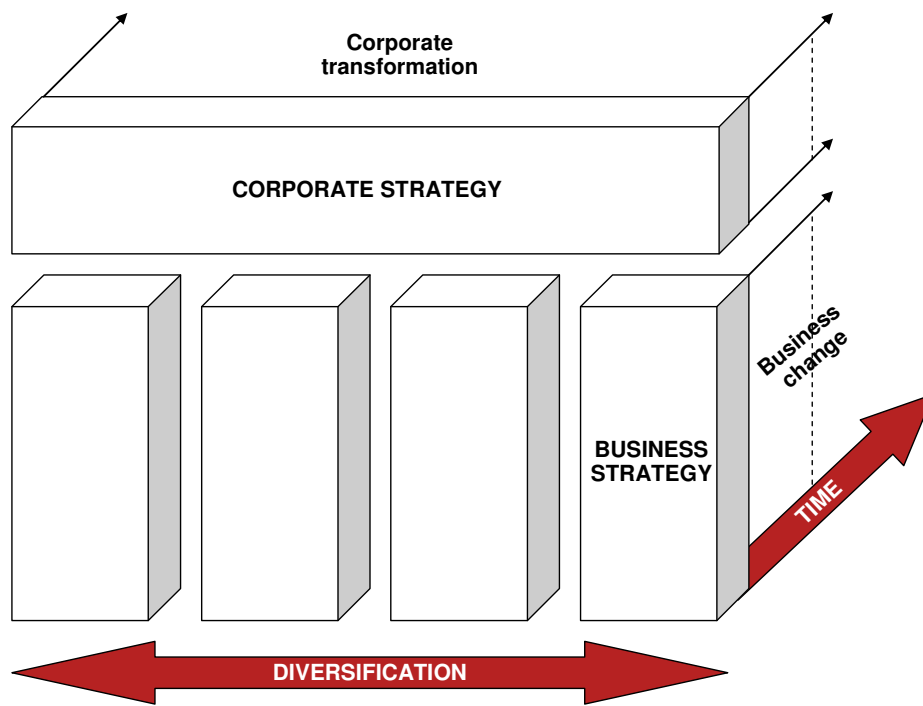 Corporate
transformation
CORPORATE STRATEGY
Business
change
BUSINESS
STRATEGY
TIME
DIVERSIFICATION